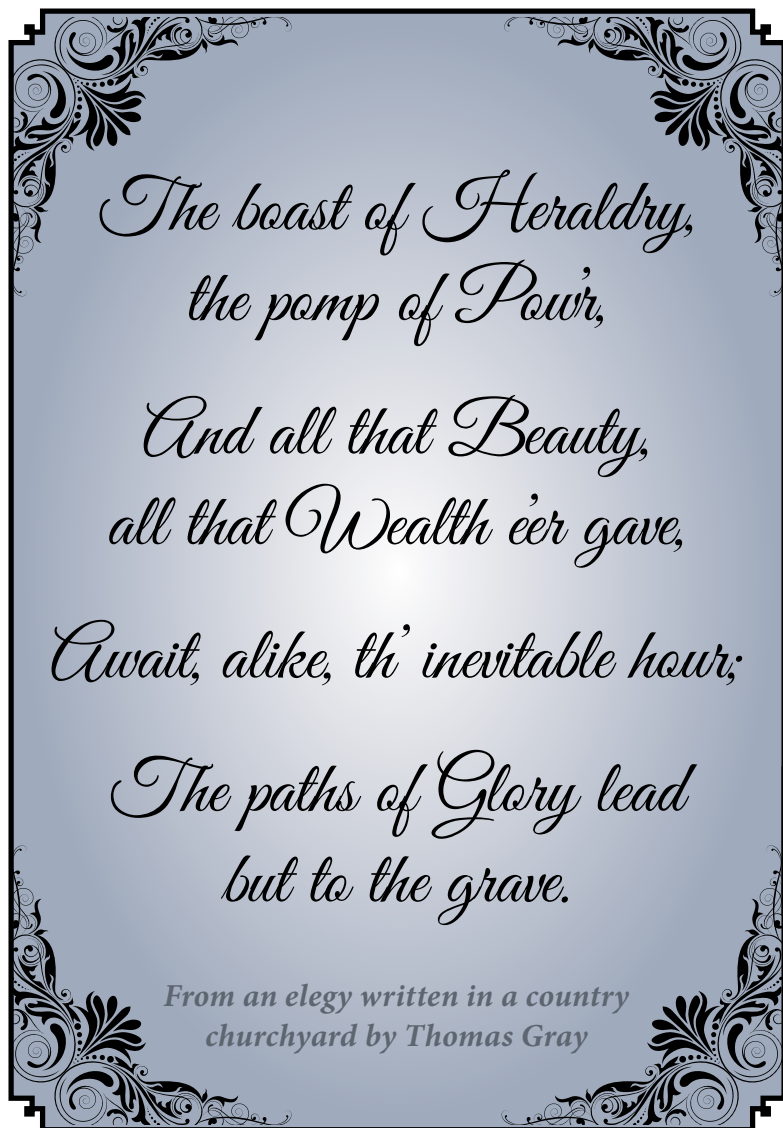 The boast of Heraldry,
the pomp of Pow'r,
And all that Beauty,
all that Wealth e'er gave,
Await, alike, th' inevitable hour;
The paths of Glory lead
but to the grave.
From an elegy written in a country
churchyard by Thomas Gray